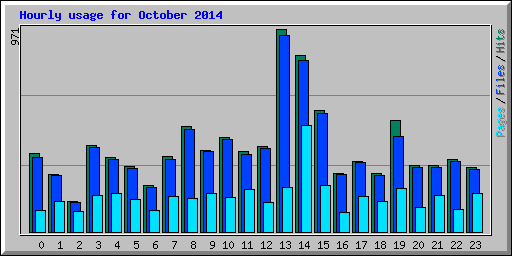 Hourly usage for October 2014
971
Pages / Files / Hits
0 1 2 3 4 5 6 7 8 9 10 11 12 13 14 15 16 17 18 19 20 21 22 23